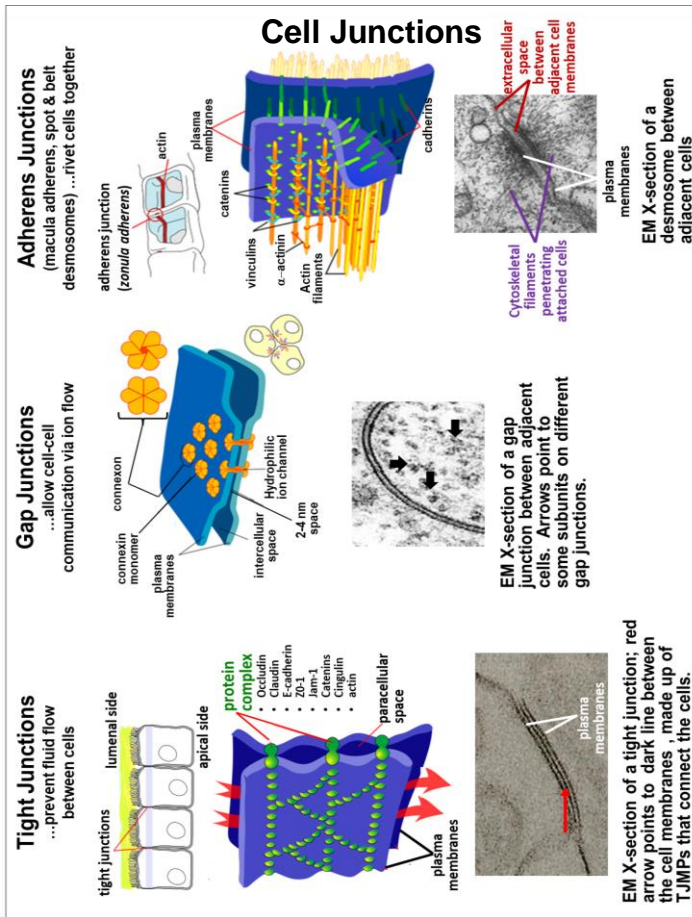 Cell Junctions
Tight Junctions
...prevent fluid flow
between cells
tight junctions
lumenal side
apical side
protein
complex
• Occludin
• Claudin
• E-cadherin
• Z0-1
• Jam-1
• Catenins
• Cingulin
• actin
paracellular
space
plasma
membranes
plasma
membranes
EM X-section of a tight junction; red
arrow points to dark line between
the cell membranes , made up of
TJMPs that connect the cells.
Gap Junctions
...allow cell-cell
communication via ion flow
connexon
connexin
monomer
plasma
membranes
intercellular
space
2-4 nm
space
Hydrophilic
ion channel
EM X-section of a gap
junction between adjacent
cells. Arrows point to
some subunits on different
gap junctions.
Adherens Junctions
(macula adherens, spot & belt
desmosomes) ...rivet cells together
adherens junction
(zonula adherens)
actin
plasma
membranes
catenins
vinculins
α-actinin
Actin
filaments
cadherins
Cytoskeletal
filaments
penetrating
attached cells
extracellular
space
between
adjacent cell
membranes
plasma
membranes
EM X-section of a
desmosome between
adjacent cells